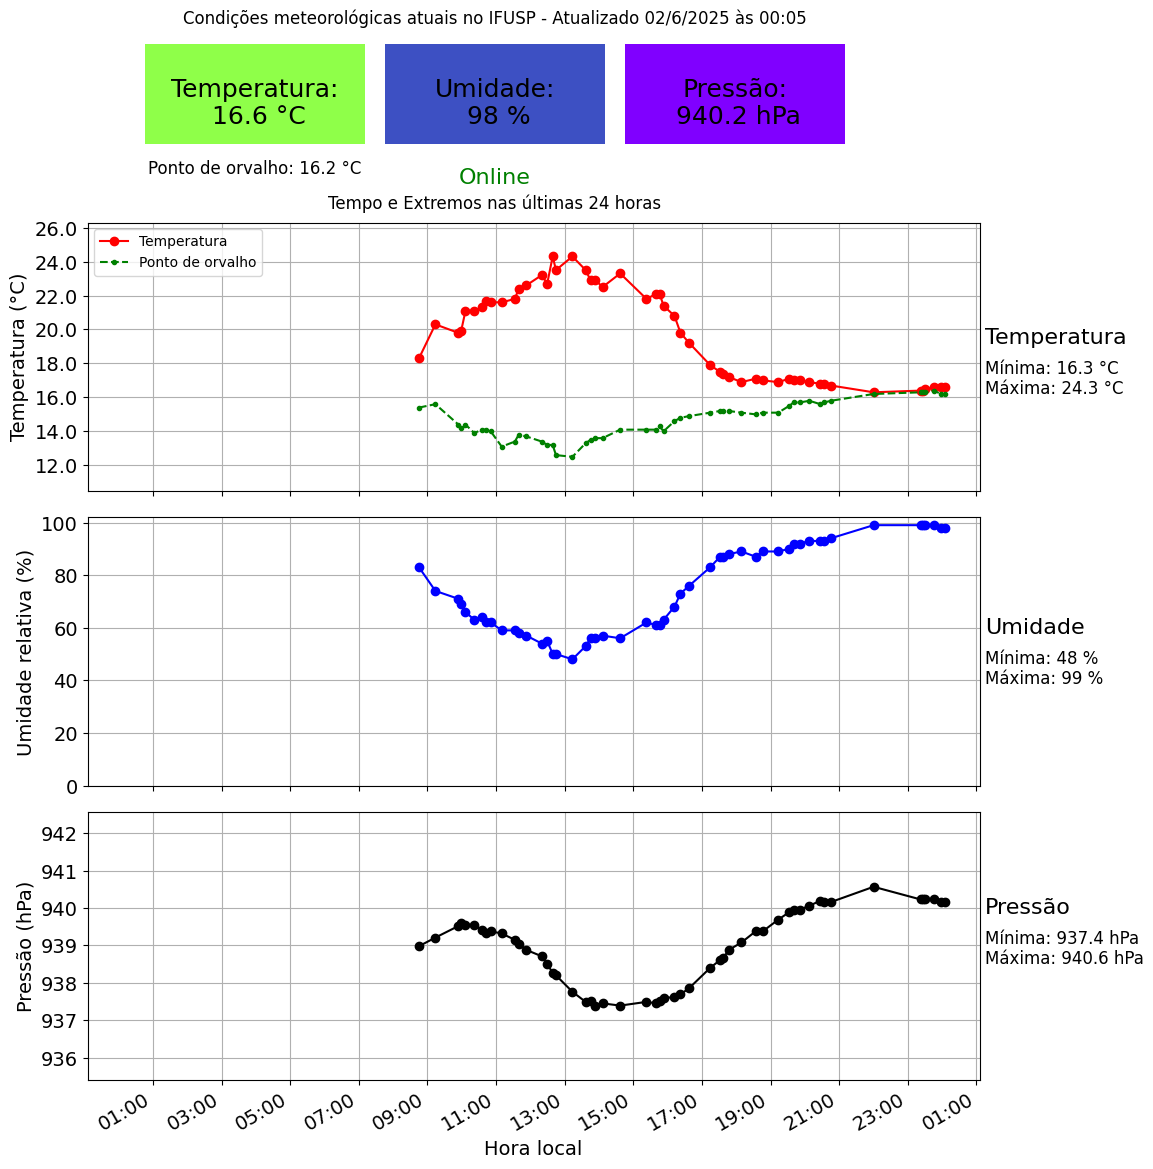 Condições meteorológicas atuais no IFUSP - Atualizado 02/6/2025 às 00:05
Temperatura:
16.6 °C
Umidade:
98 %
Pressão:
940.2 hPa
Ponto de orvalho: 16.2 °C
Online
Tempo e Extremos nas últimas 24 horas
Temperatura
Ponto de orvalho
Temperatura (°C)
26.0
24.0
22.0
20.0
18.0
16.0
14.0
12.0
Temperatura
Mínima: 16.3 °C
Máxima: 24.3 °C
Umidade relativa (%)
100
80
60
40
20
0
Umidade
Mínima: 48 %
Máxima: 99 %
Pressão (hPa)
942
941
940
939
938
937
936
Pressão
Mínima: 937.4 hPa
Máxima: 940.6 hPa
01:00
03:00
05:00
07:00
09:00
11:00
13:00
15:00
17:00
19:00
21:00
23:00
01:00
Hora local